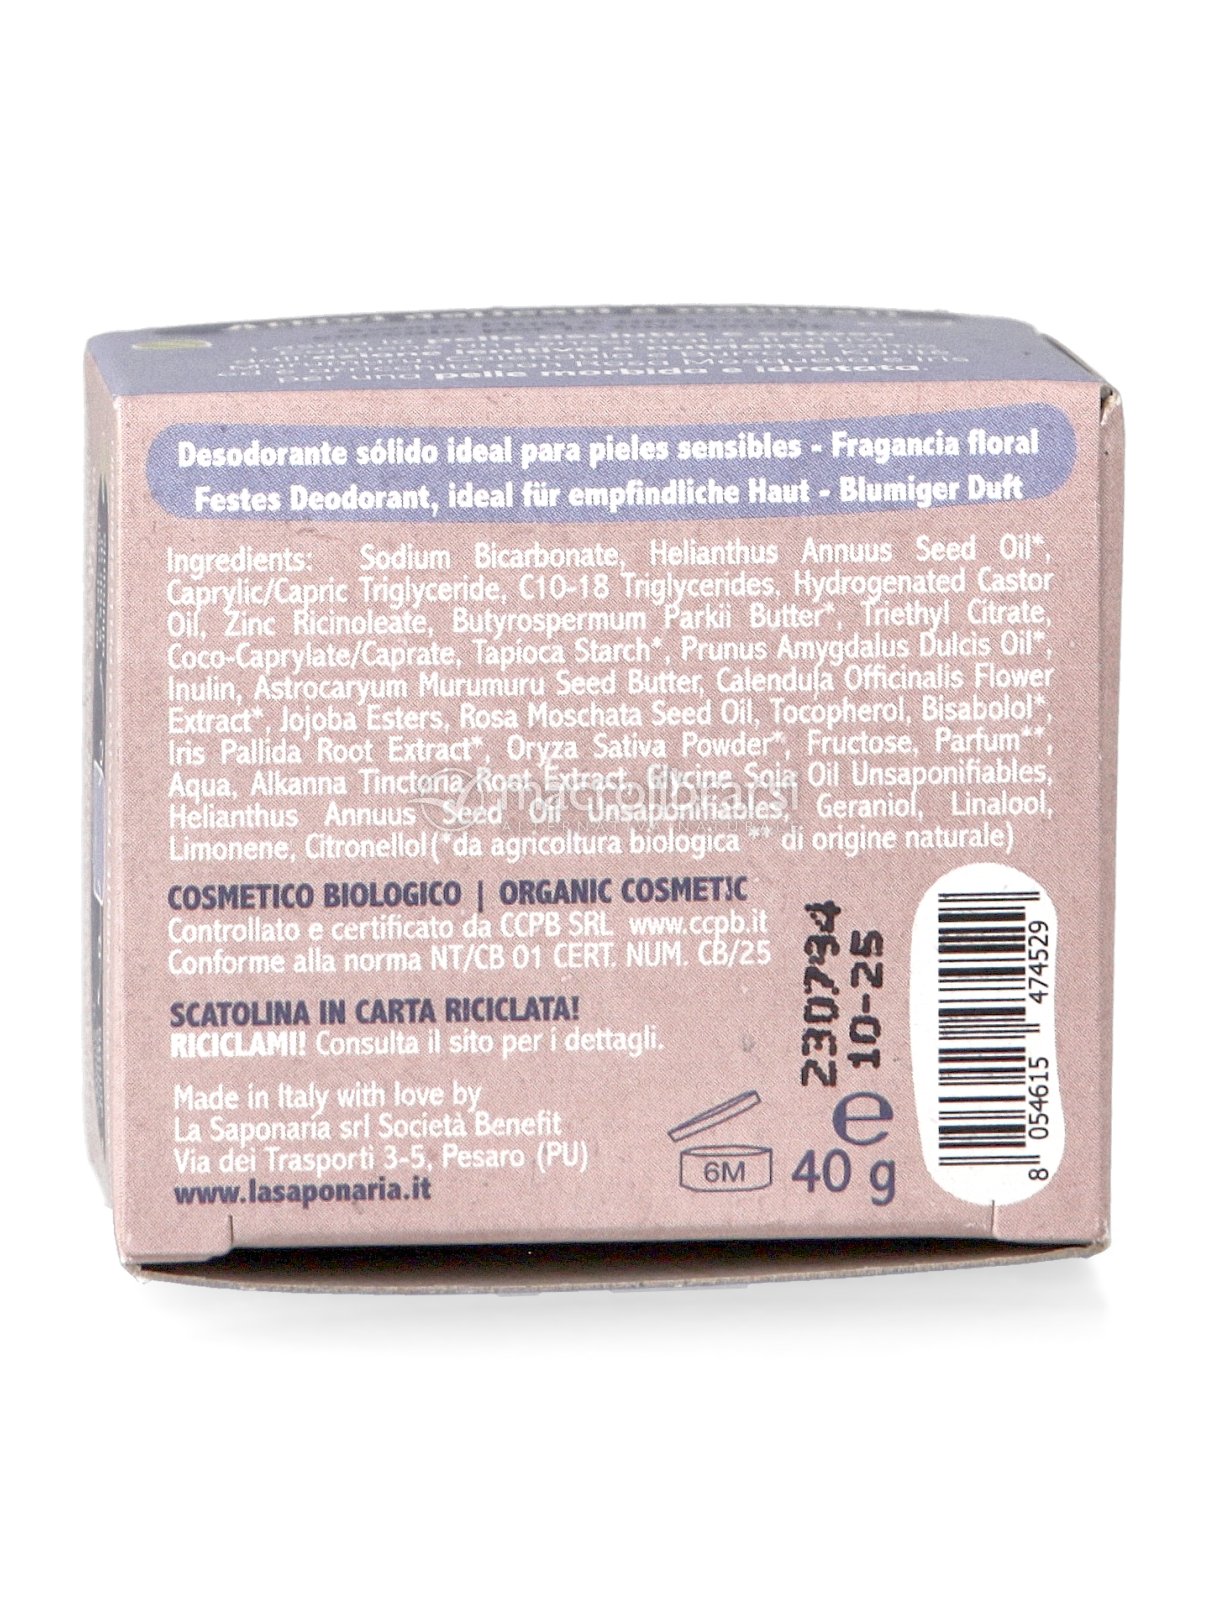 per una pelle morbida e idratata.
Desodorante sólido ideal para pieles sensibles - Fragancia floral
Festes Deodorant, ideal für empfindliche Haut - Blumiger Duft
Ingredients: Sodium Bicarbonate, Helianthus Annuus Seed Oil*,
Caprylic/Capric Triglyceride, C10-18 Triglycerides, Hydrogenated Castor
Oil, Zinc Ricinoleate, Butyrospermum Parkii Butter*, Triethyl Citrate,
Coco-Caprylate/Caprate, Tapioca Starch*, Prunus Amygdalus Dulcis Oil*,
Inulin, Astrocaryum Murumuru Seed Butter, Calendula Officinalis Flower
Extract*, Jojoba Esters, Rosa Moschata Seed Oil, Tocopherol, Bisabolol*,
Iris Pallida Root Extract*, Oryza Sativa Powder*, Fructose, Parfum**,
Aqua, Alkanna Tinctoria Root Extract, Glycine Soja Oil Unsaponifiables,
Helianthus Annuus Seed Oil Unsaponifiables, Geraniol, Linalool,
Limonene, Citronellol(*da agricoltura biologica ** di origine naturale)
macrolibrarsi
COSMETICO BIOLOGICO | ORGANIC COSMETIC
Controllato e certificato da CCPB SRL www.ccpb.it
Conforme alla norma NT/CB 01 CERT. NUM. CB/25
SCATOLINA IN CARTA RICICLATA!
RICICLAMI! Consulta il sito per i dettagli.
Made in Italy with love by
La Saponaria srl Società Benefit
Via dei Trasporti 3-5, Pesaro (PU)
www.lasaponaria.it
6M
e
40 g
230794
10-25
8 054615 474529